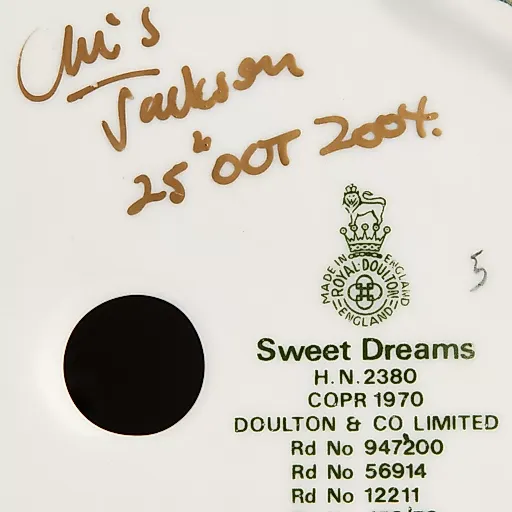 Chris
Jackson
25th OCT 2004.
MADE IN ENGLAND
ROYAL·DOULTON
ENGLAND
5
Sweet Dreams
H.N. 2380
COPR 1970
DOULTON & CO LIMITED
Rd No 947200
Rd No 56914
Rd No 12211